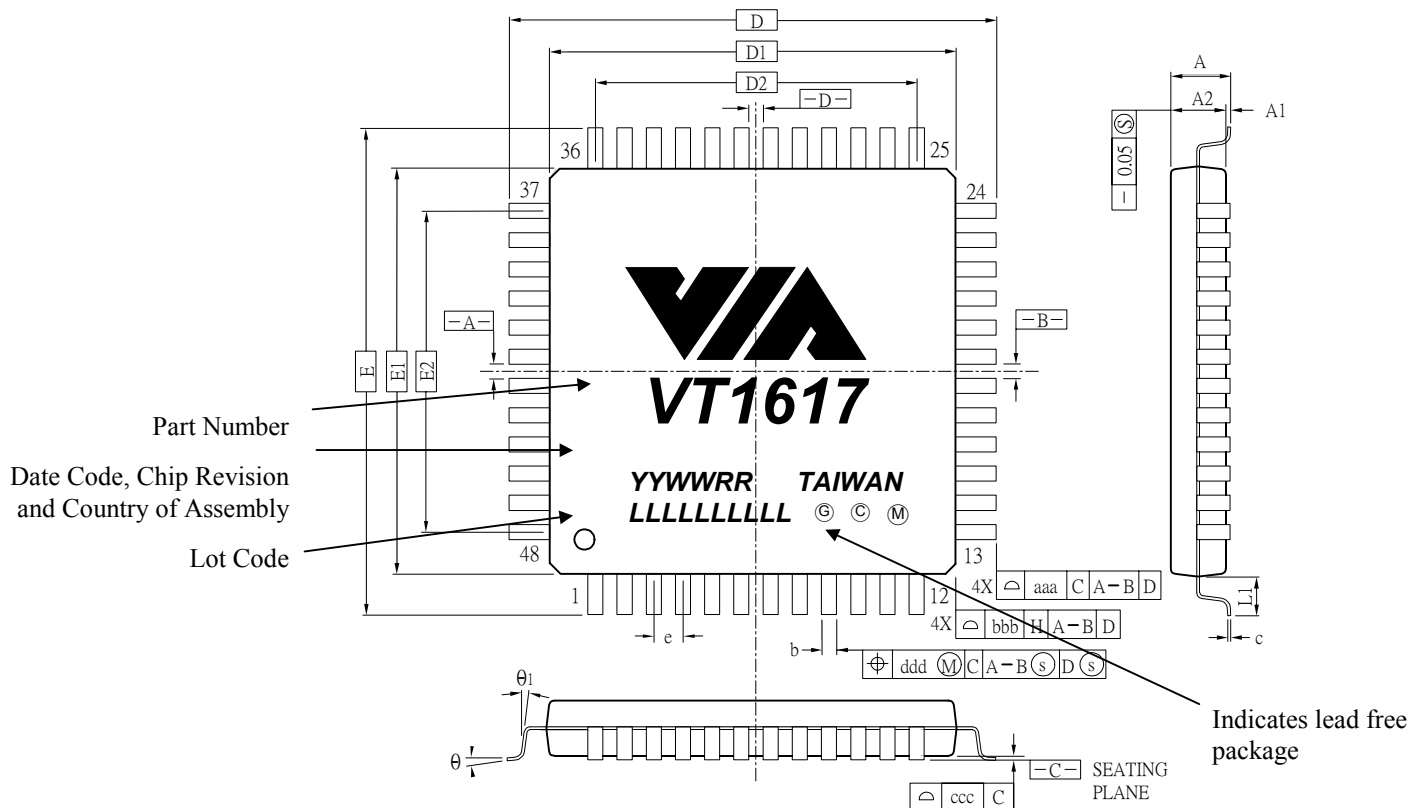 D
D1
D2
−D−
A
A2
A1
− 0.05 Ⓢ
36
25
37
24
VIA
−A−
−B−
E
E1
E2
VT1617
Part Number
Date Code, Chip Revision
and Country of Assembly
YYWWRR TAIWAN
LLLLLLLLLL Ⓖ Ⓒ Ⓜ
Lot Code
48
13
1
12
4X ⌓ aaa C A−B D
4X ⌓ bbb H A−B D
L1
c
e
b
⌖ ddd Ⓜ C A−B ⓢ D ⓢ
θ1
θ
Indicates lead free
package
−C− SEATING
PLANE
⌓ ccc C